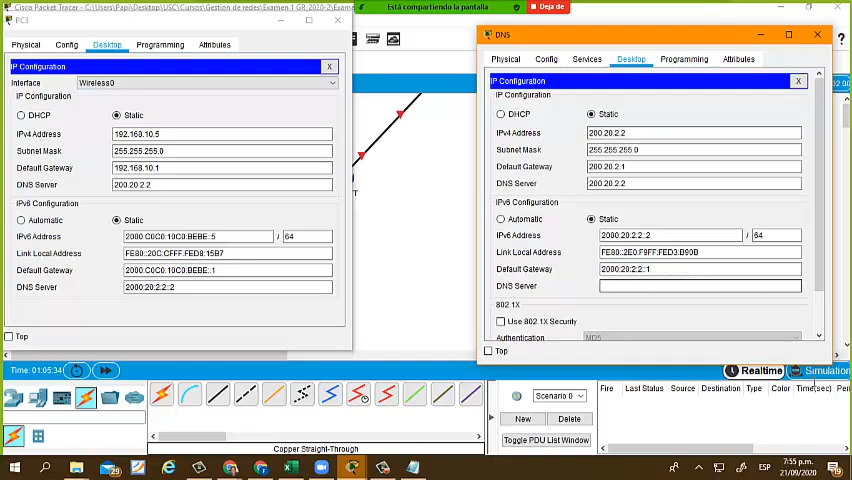 Cisco Packet Tracer - C:\Users\Papi\Desktop\USC\Cursos\Gestion de redes\Examen 1 GR_2020-2\Exame
Está compartiendo la pantalla
Deja de
PC3
Physical
Config
Desktop
Programming
Attributes
IP Configuration
X
Interface
Wireless0
IP Configuration
DHCP
Static
IPv4 Address
192.168.10.5
Subnet Mask
255.255.255.0
Default Gateway
192.168.10.1
DNS Server
200.20.2.2
IPv6 Configuration
Automatic
Static
IPv6 Address
2000:C0C0:10C0:BEBE::5
/
64
Link Local Address
FE80::20C:CFFF:FED8:15B7
Default Gateway
2000:C0C0:10C0:BEBE::1
DNS Server
2000:20:2:2::2
Top
DNS
Physical
Config
Services
Desktop
Programming
Attributes
IP Configuration
X
IP Configuration
DHCP
Static
IPv4 Address
200.20.2.2
Subnet Mask
255.255.255.0
Default Gateway
200.20.2.1
DNS Server
200.20.2.2
IPv6 Configuration
Automatic
Static
IPv6 Address
2000:20:2:2::2
/
64
Link Local Address
FE80::2E0:F9FF:FED3:B90B
Default Gateway
2000:20:2:2::1
DNS Server
802.1X
Use 802.1X Security
Authentication
MD5
Top
Time: 01:05:34
Realtime
Simulation
Scenario 0
New
Delete
Toggle PDU List Window
Fire
Last Status
Source
Destination
Type
Color
Time(sec)
Peri
Copper Straight-Through
ESP
7:55 p.m.
21/09/2020